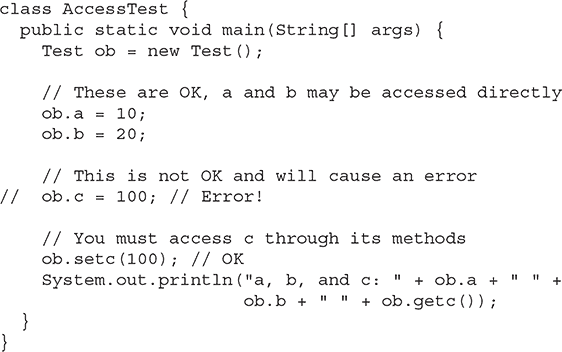 class AccessTest {
  public static void main(String[] args) {
    Test ob = new Test();

    // These are OK, a and b may be accessed directly
    ob.a = 10;
    ob.b = 20;

    // This is not OK and will cause an error
//  ob.c = 100; // Error!

    // You must access c through its methods
    ob.setc(100); // OK
    System.out.println("a, b, and c: " + ob.a + " " +
                       ob.b + " " + ob.getc());
  }
}